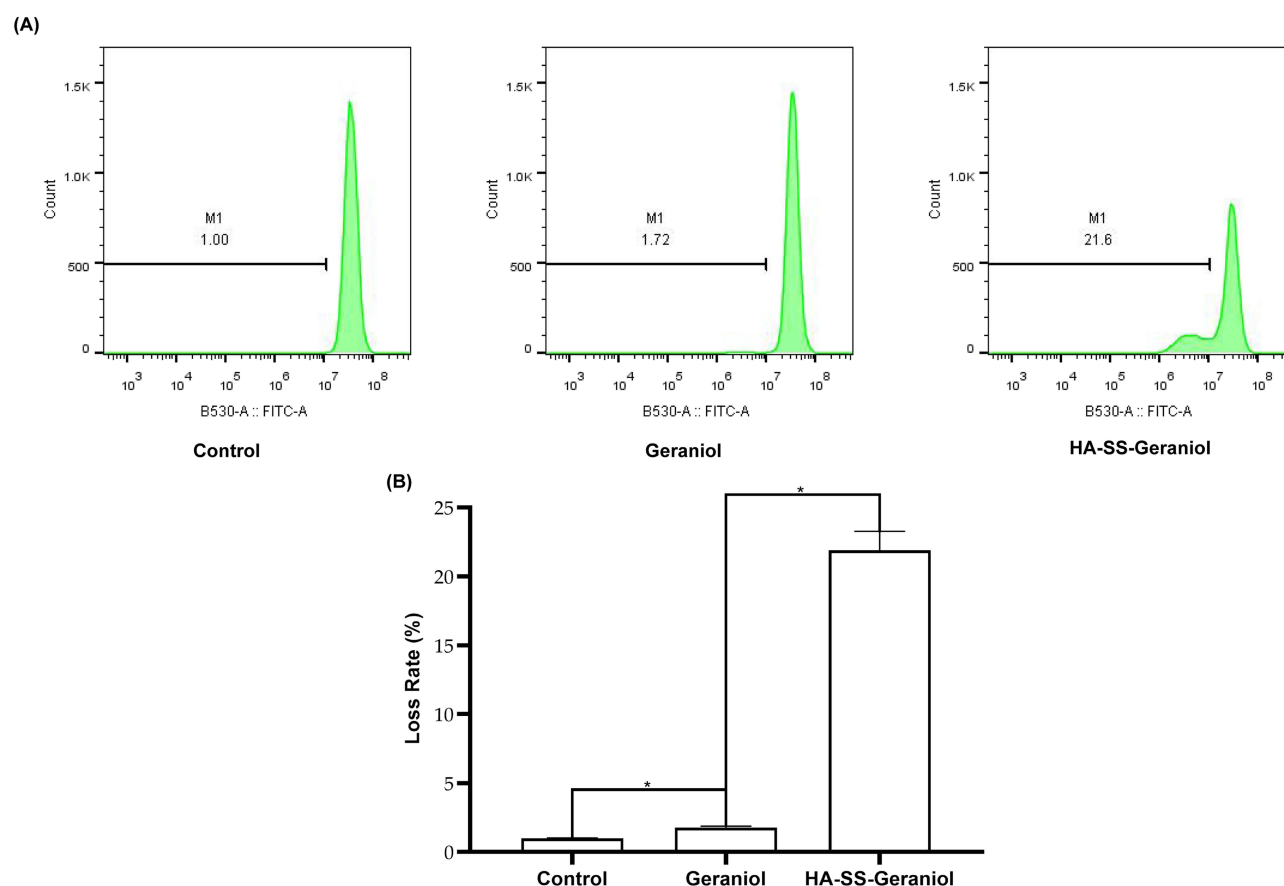 (A)
1.5K
1.0K
500
0
Count
M1
1.00
10^3 10^4 10^5 10^6 10^7 10^8
B530-A :: FITC-A
Control
1.5K
1.0K
500
0
Count
M1
1.72
10^3 10^4 10^5 10^6 10^7 10^8
B530-A :: FITC-A
Geraniol
1.5K
1.0K
500
0
Count
M1
21.6
10^3 10^4 10^5 10^6 10^7 10^8
B530-A :: FITC-A
HA-SS-Geraniol
(B)
25
20
15
10
5
0
Loss Rate (%)
*
*
Control Geraniol HA-SS-Geraniol